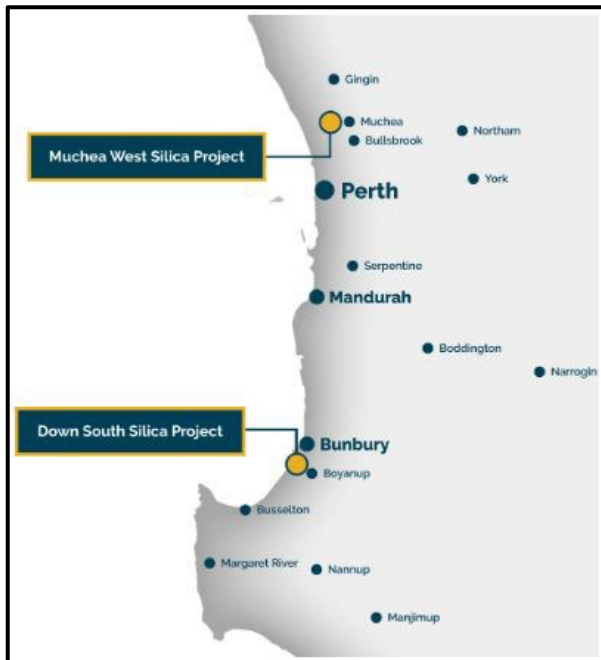 Gingin
Muchea
Northam
Bullsbrook
Muchea West Silica Project
York
Perth
Serpentine
Mandurah
Boddington
Narrogin
Down South Silica Project
Bunbury
Boyanup
Busselton
Margaret River
Nannup
Manjimup